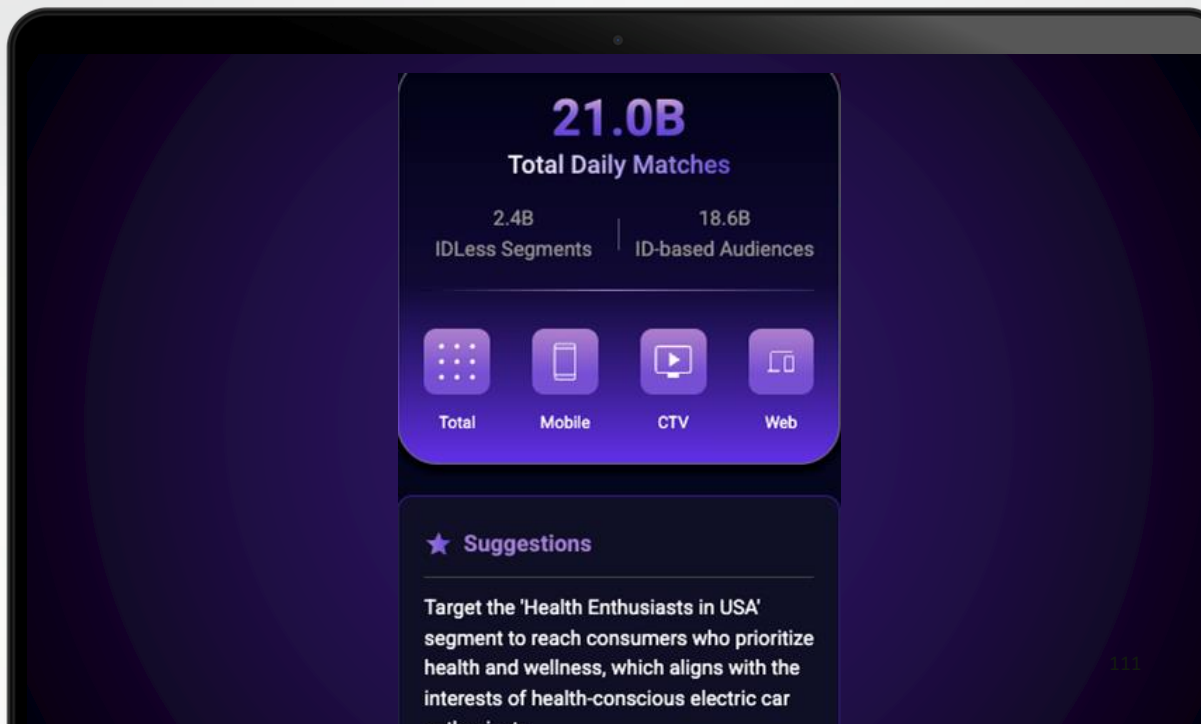 21.0B
Total Daily Matches
2.4B
IDLess Segments
18.6B
ID-based Audiences
Total
Mobile
CTV
Web
Suggestions
Target the 'Health Enthusiasts in USA'
segment to reach consumers who prioritize
health and wellness, which aligns with the
interests of health-conscious electric car
111